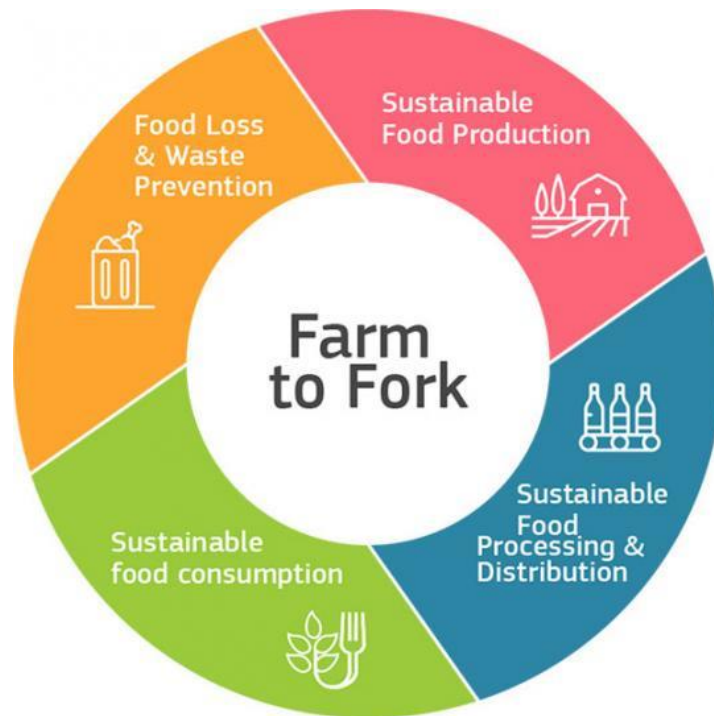 Farm
to Fork
Sustainable
Food Production
Sustainable
Food
Processing &
Distribution
Sustainable
food consumption
Food Loss
& Waste
Prevention